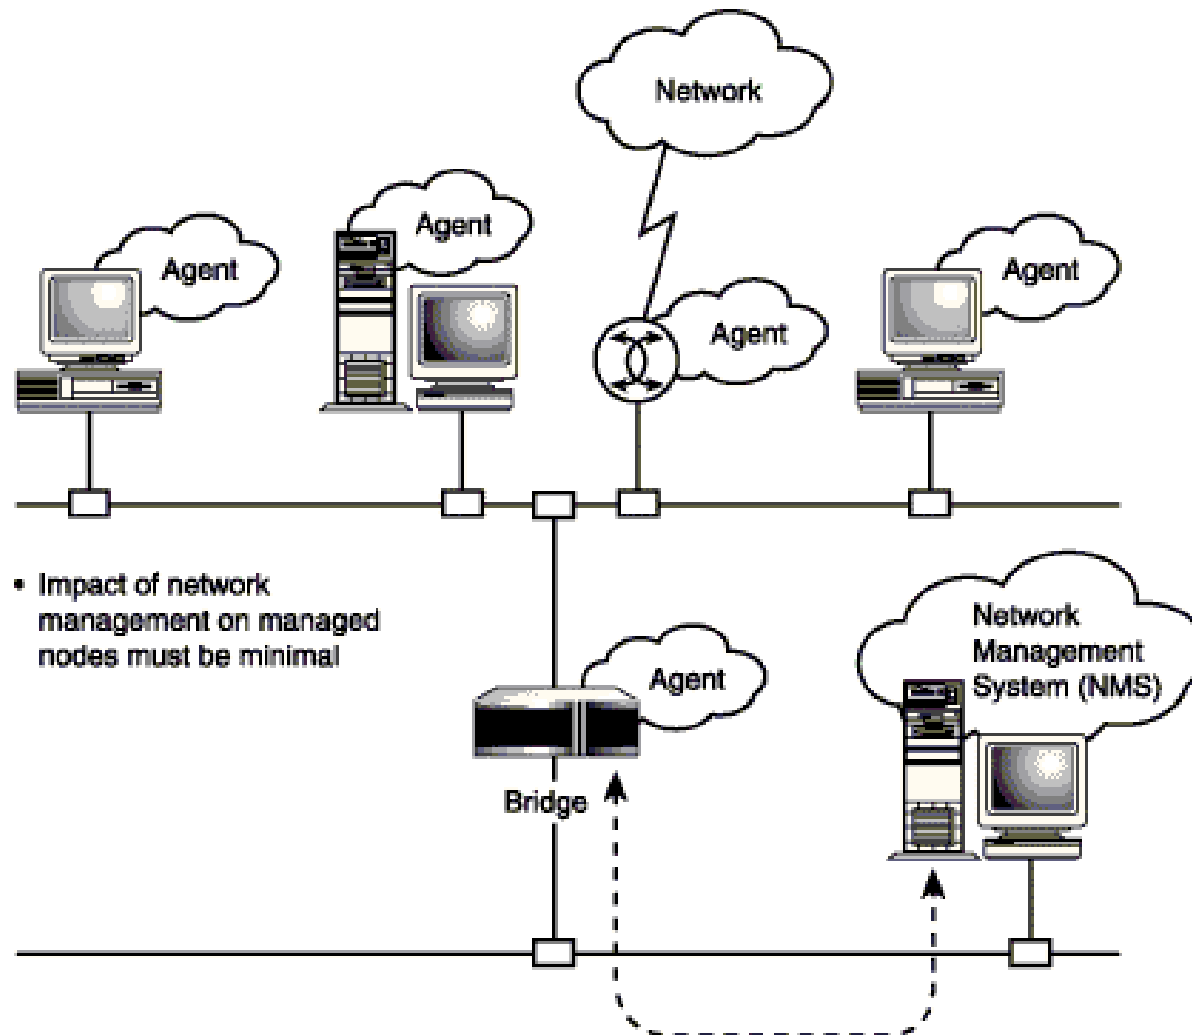 Network
Agent
Agent
Agent
Agent
• Impact of network
management on managed
nodes must be minimal
Network
Management
System (NMS)
Agent
Bridge